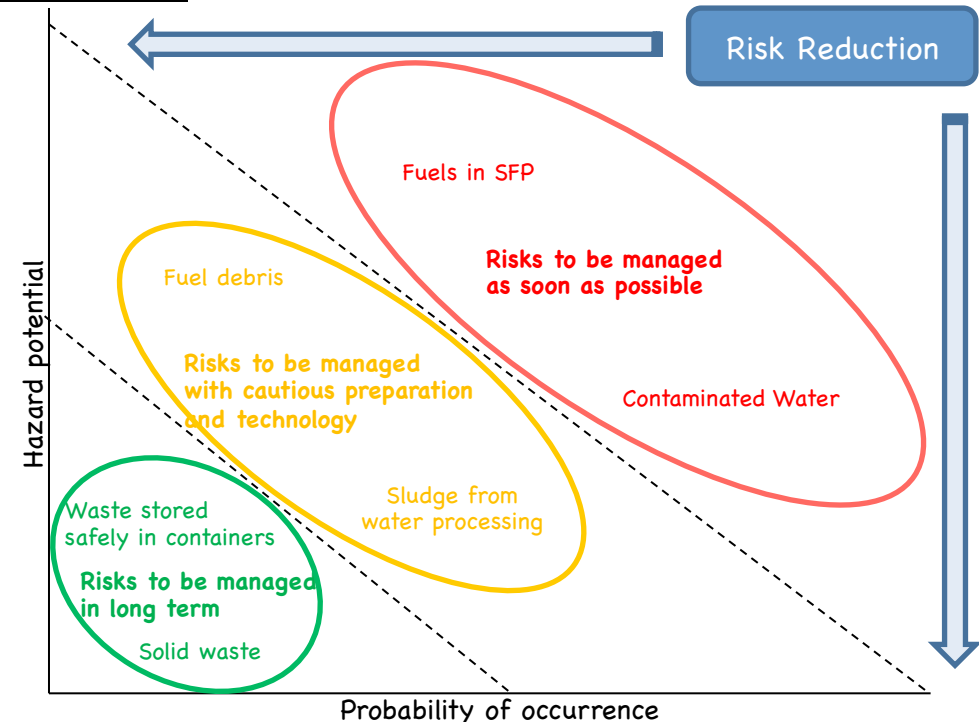 Risk Reduction
Fuels in SFP
Risks to be managed
as soon as possible
Contaminated Water
Fuel debris
Risks to be managed
with cautious preparation
and technology
Sludge from
water processing
Waste stored
safely in containers
Risks to be managed
in long term
Solid waste
Hazard potential
Probability of occurrence